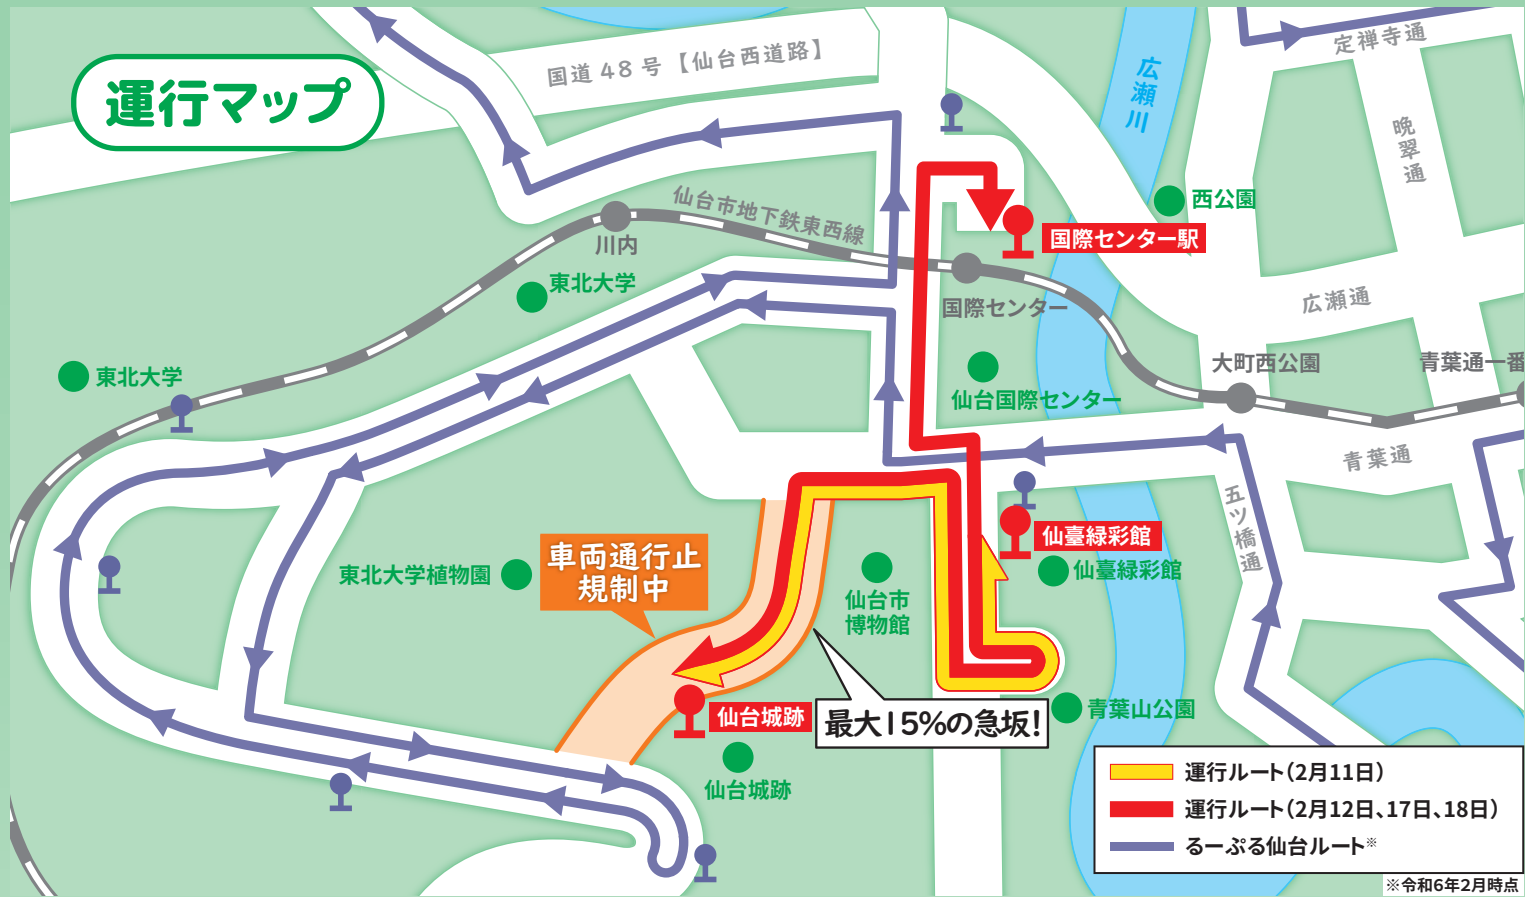 運行マップ
国道48号【仙台西道路】
広瀬川
定禅寺通
晩翠通
西公園
仙台市地下鉄東西線
川内
国際センター駅
東北大学
国際センター
広瀬通
東北大学
大町西公園
青葉通一番
仙台国際センター
青葉通
五ツ橋通
車両通行止
規制中
仙臺緑彩館
仙臺緑彩館
東北大学植物園
仙台市
博物館
仙台城跡
最大15%の急坂!
青葉山公園
仙台城跡
運行ルート(2月11日)
運行ルート(2月12日、17日、18日)
るーぷる仙台ルート※
※令和6年2月時点